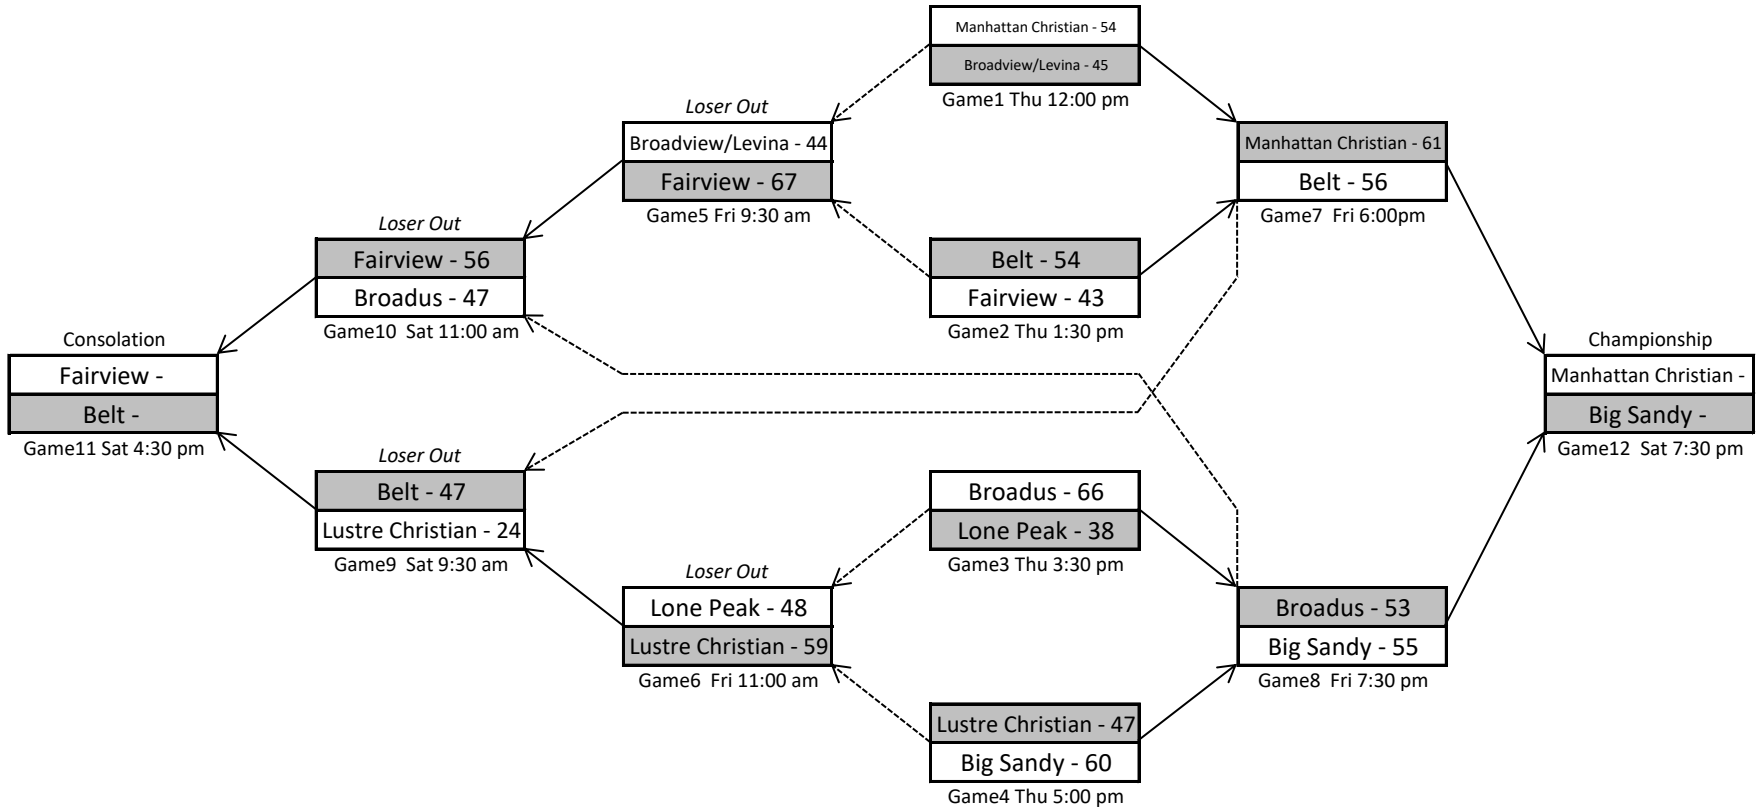 Manhattan Christian - 54
Broadview/Levina - 45
Game1 Thu 12:00 pm
Loser Out
Broadview/Levina - 44
Fairview - 67
Game5 Fri 9:30 am
Manhattan Christian - 61
Belt - 56
Game7 Fri 6:00pm
Loser Out
Fairview - 56
Broadus - 47
Game10 Sat 11:00 am
Belt - 54
Fairview - 43
Game2 Thu 1:30 pm
Consolation
Fairview -
Belt -
Game11 Sat 4:30 pm
Championship
Manhattan Christian -
Big Sandy -
Game12 Sat 7:30 pm
Loser Out
Belt - 47
Lustre Christian - 24
Game9 Sat 9:30 am
Broadus - 66
Lone Peak - 38
Game3 Thu 3:30 pm
Loser Out
Lone Peak - 48
Lustre Christian - 59
Game6 Fri 11:00 am
Broadus - 53
Big Sandy - 55
Game8 Fri 7:30 pm
Lustre Christian - 47
Big Sandy - 60
Game4 Thu 5:00 pm